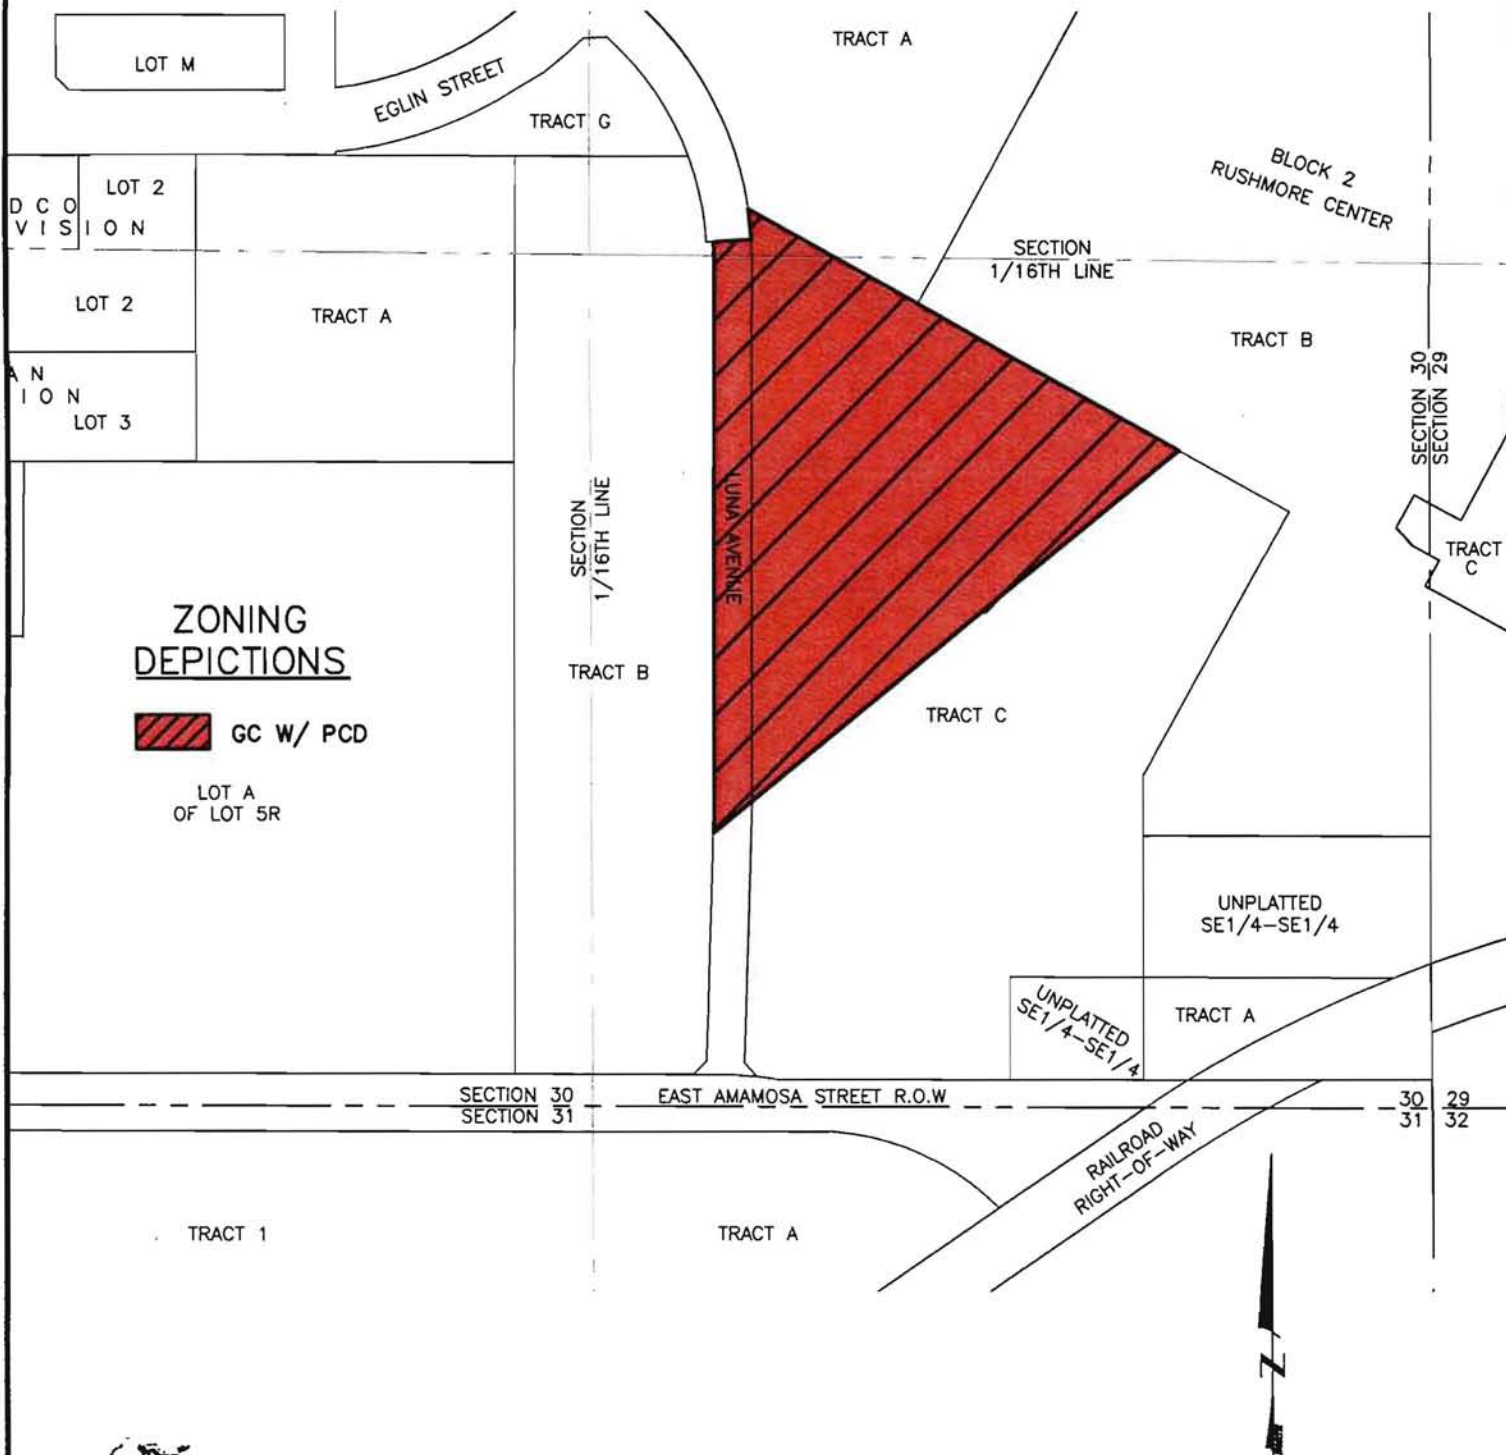 LOT M
EGLIN STREET
TRACT G
TRACT A
BLOCK 2
RUSHMORE CENTER
LOT 2
D C O
V I S I O N
SECTION
1/16TH LINE
LOT 2
TRACT A
TRACT B
SECTION 30
SECTION 29
A N
I O N
LOT 3
SECTION
1/16TH LINE
LUNA AVENUE
TRACT
C
ZONING
DEPICTIONS
GC W/ PCD
LOT A
OF LOT 5R
TRACT B
TRACT C
UNPLATTED
SE1/4-SE1/4
UNPLATTED
SE1/4-SE1/4
TRACT A
SECTION 30
SECTION 31
EAST AMAMOSA STREET R.O.W
30 29
31 32
RAILROAD
RIGHT-OF-WAY
TRACT 1
TRACT A
N